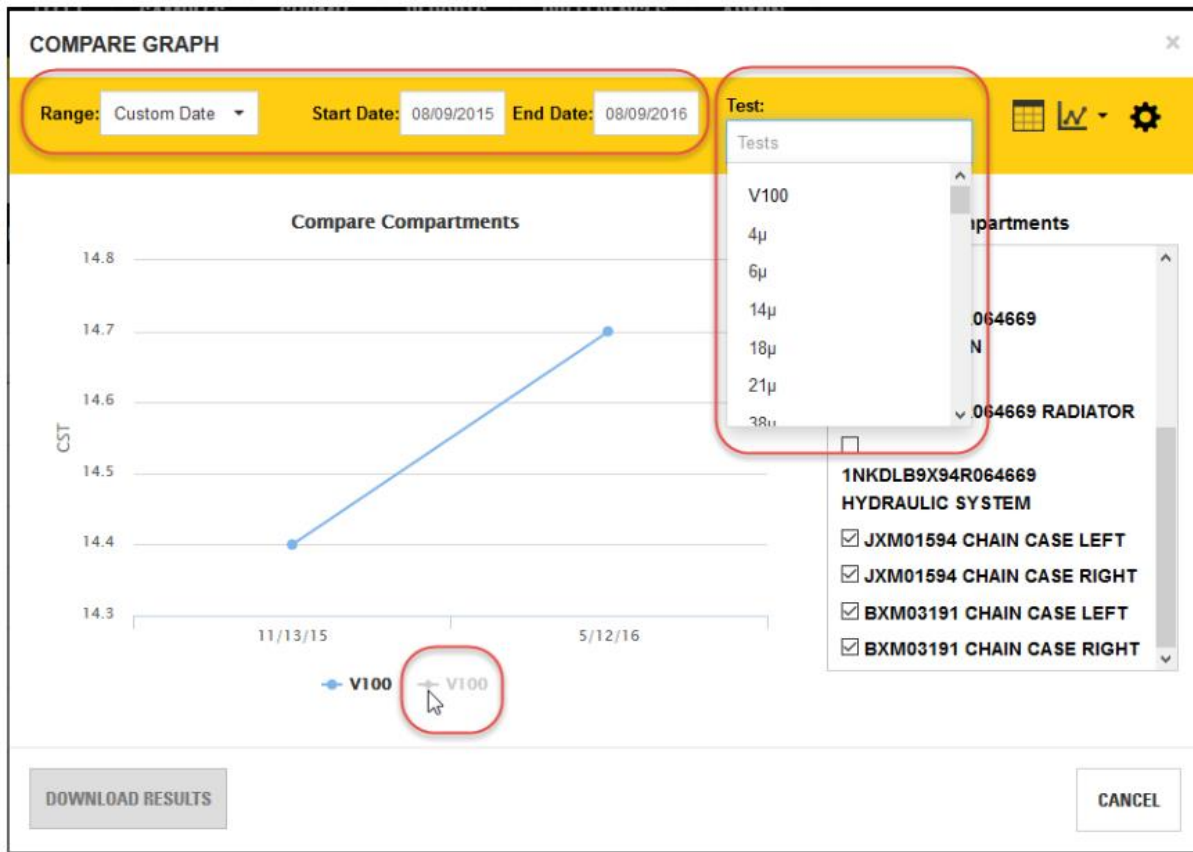 COMPARE GRAPH
×
Range: Custom Date Start Date: 08/09/2015 End Date: 08/09/2016
Test:
Tests
V100
4µ
6µ
14µ
18µ
21µ
38µ
Compare Compartments
14.8
14.7
14.6
14.5
14.4
14.3
CST
11/13/15 5/12/16
V100 V100
064669
N
064669 RADIATOR
1NKDLB9X94R064669
HYDRAULIC SYSTEM
JXM01594 CHAIN CASE LEFT
JXM01594 CHAIN CASE RIGHT
BXM03191 CHAIN CASE LEFT
BXM03191 CHAIN CASE RIGHT
DOWNLOAD RESULTS
CANCEL